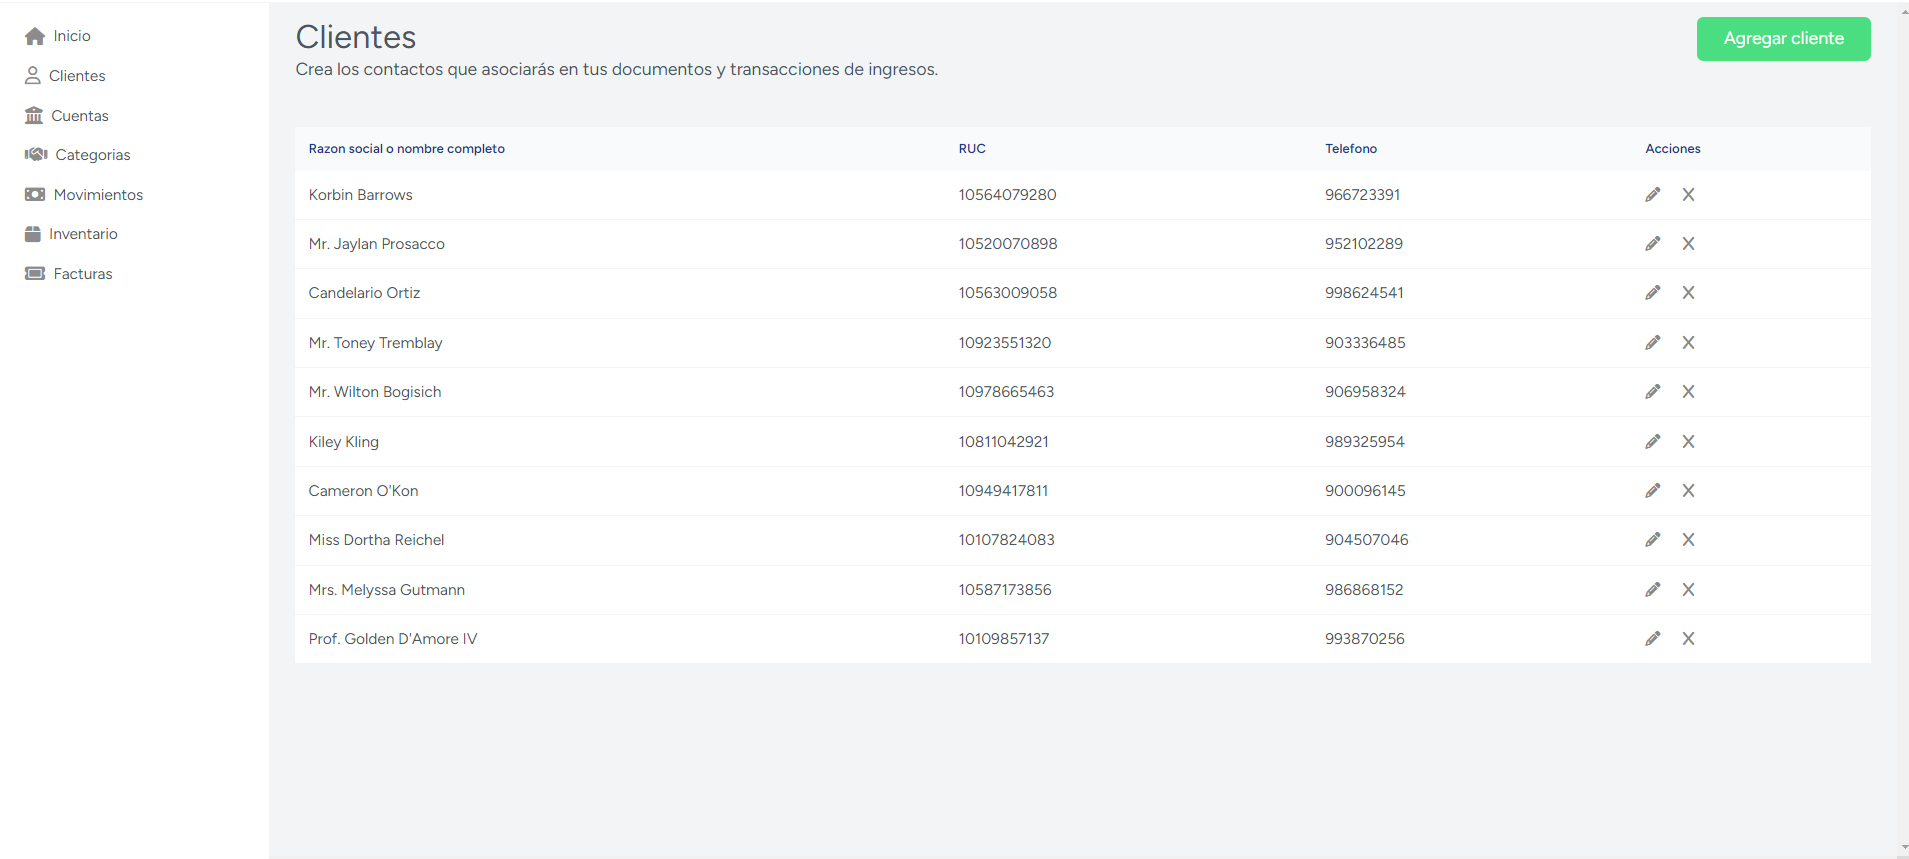 Inicio
Clientes
Cuentas
Categorias
Movimientos
Inventario
Facturas
Clientes
Crea los contactos que asociarás en tus documentos y transacciones de ingresos.
Agregar cliente
Razon social o nombre completo RUC Telefono Acciones
Korbin Barrows 10564079280 966723391
Mr. Jaylan Prosacco 10520070898 952102289
Candelario Ortiz 10563009058 998624541
Mr. Toney Tremblay 10923551320 903336485
Mr. Wilton Bogisich 10978665463 906958324
Kiley Kling 10811042921 989325954
Cameron O'Kon 10949417811 900096145
Miss Dortha Reichel 10107824083 904507046
Mrs. Melyssa Gutmann 10587173856 986868152
Prof. Golden D'Amore IV 10109857137 993870256